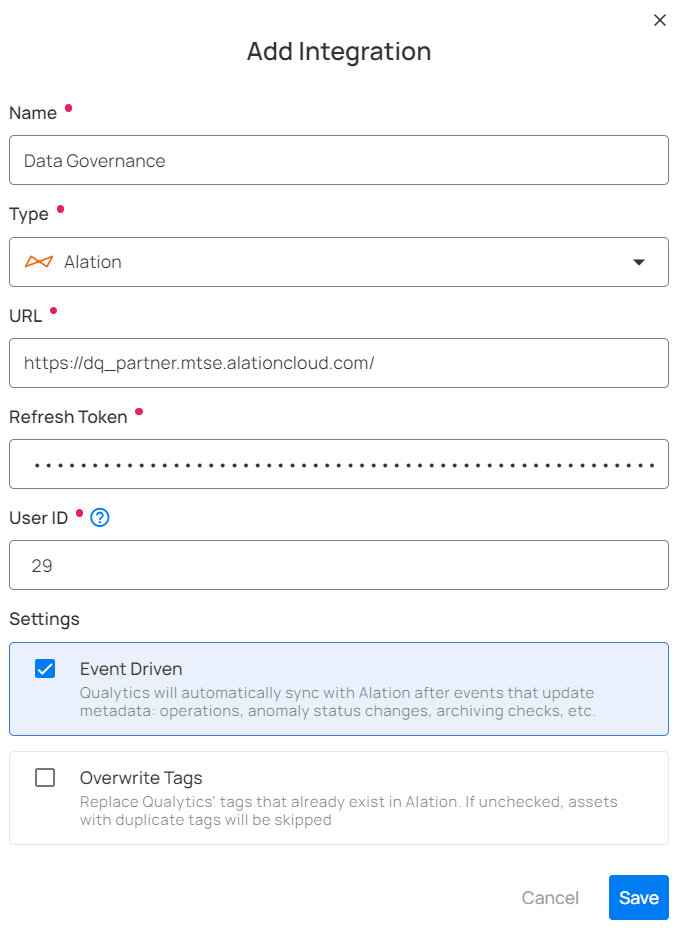 Add Integration
Name
Data Governance
Type
Alation
URL
https://dq_partner.mtse.alationcloud.com/
Refresh Token
User ID
29
Settings
Event Driven
Qualytics will automatically sync with Alation after events that update
metadata: operations, anomaly status changes, archiving checks, etc.
Overwrite Tags
Replace Qualytics' tags that already exist in Alation. If unchecked, assets
with duplicate tags will be skipped
Cancel
Save